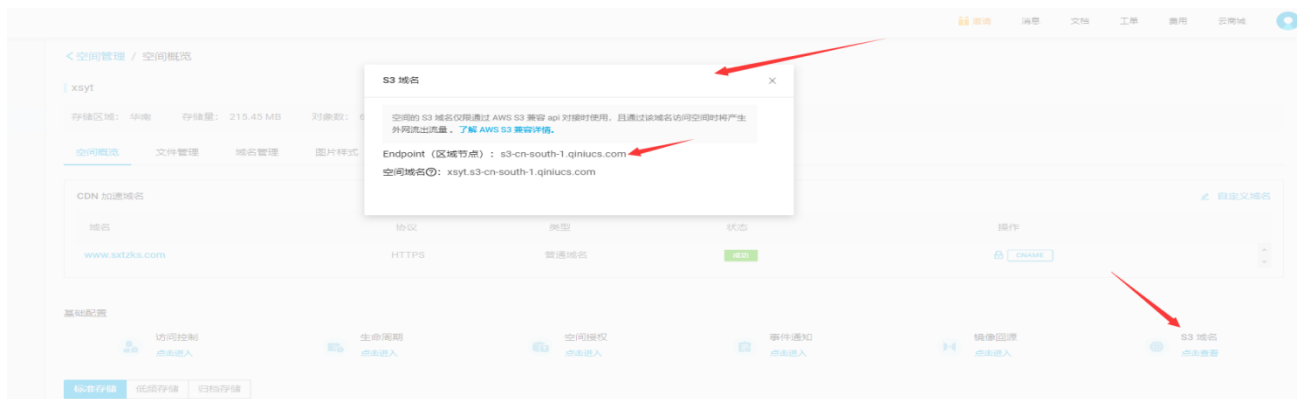 邀请 消息 文档 工单 费用 云商城
<空间管理 / 空间概览
xsyt
存储区域： 华南 存储量： 215.45 MB 对象数： 6
空间概览 文件管理 域名管理 图片样式
S3 域名 ×
空间的 S3 域名仅限通过 AWS S3 兼容 api 对接时使用，且通过该域名访问空间时将产生
外网流出流量 。了解 AWS S3 兼容详情。
Endpoint（区域节点）： s3-cn-south-1.qiniucs.com
空间域名?： xsyt.s3-cn-south-1.qiniucs.com
CDN 加速域名 自定义域名
域名 协议 类型 状态 操作
www.sxtzks.com HTTPS 普通域名 成功 CNAME
基础配置
访问控制 生命周期 空间授权 事件通知 镜像回源 S3 域名
点击进入 点击进入 点击进入 点击进入 点击进入 点击查看
标准存储 低频存储 归档存储